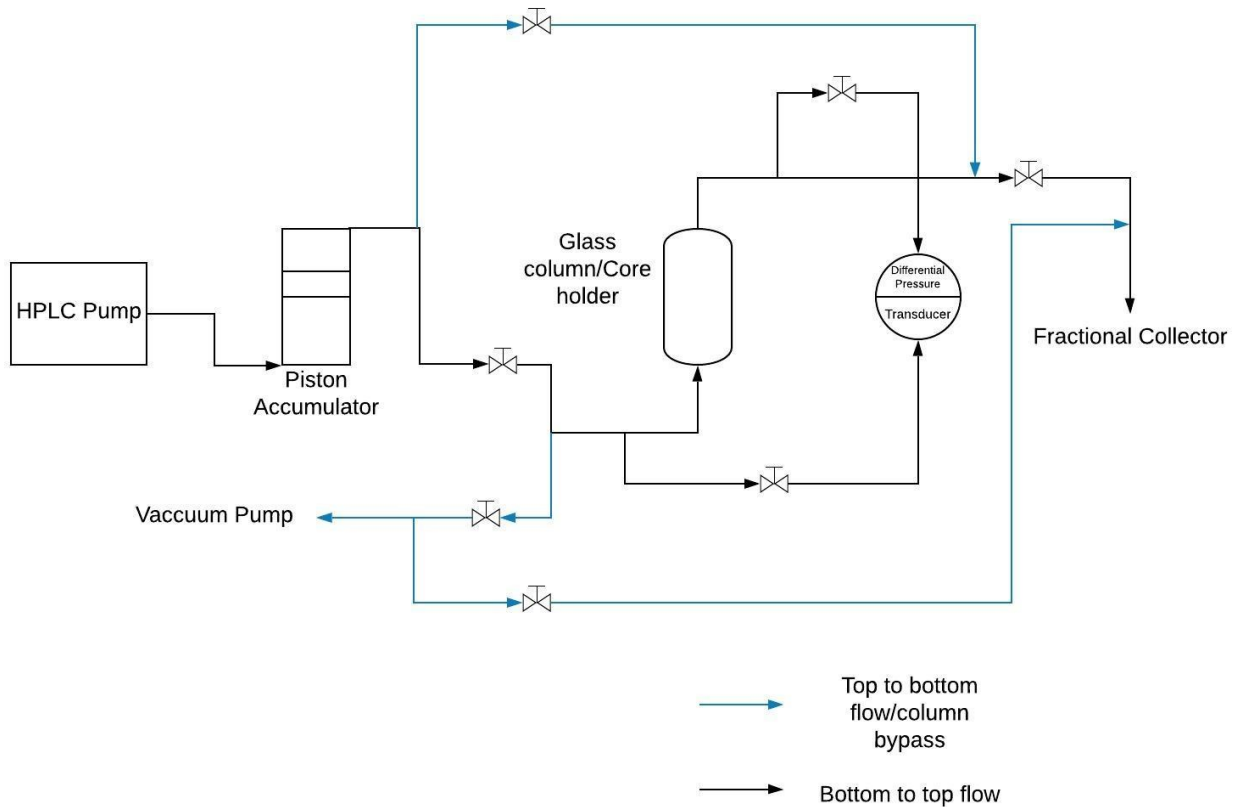 Glass
column/Core
holder
HPLC Pump
Differential
Pressure
Transducer
Fractional Collector
Piston
Accumulator
Vaccuum Pump
Top to bottom
flow/column
bypass
Bottom to top flow